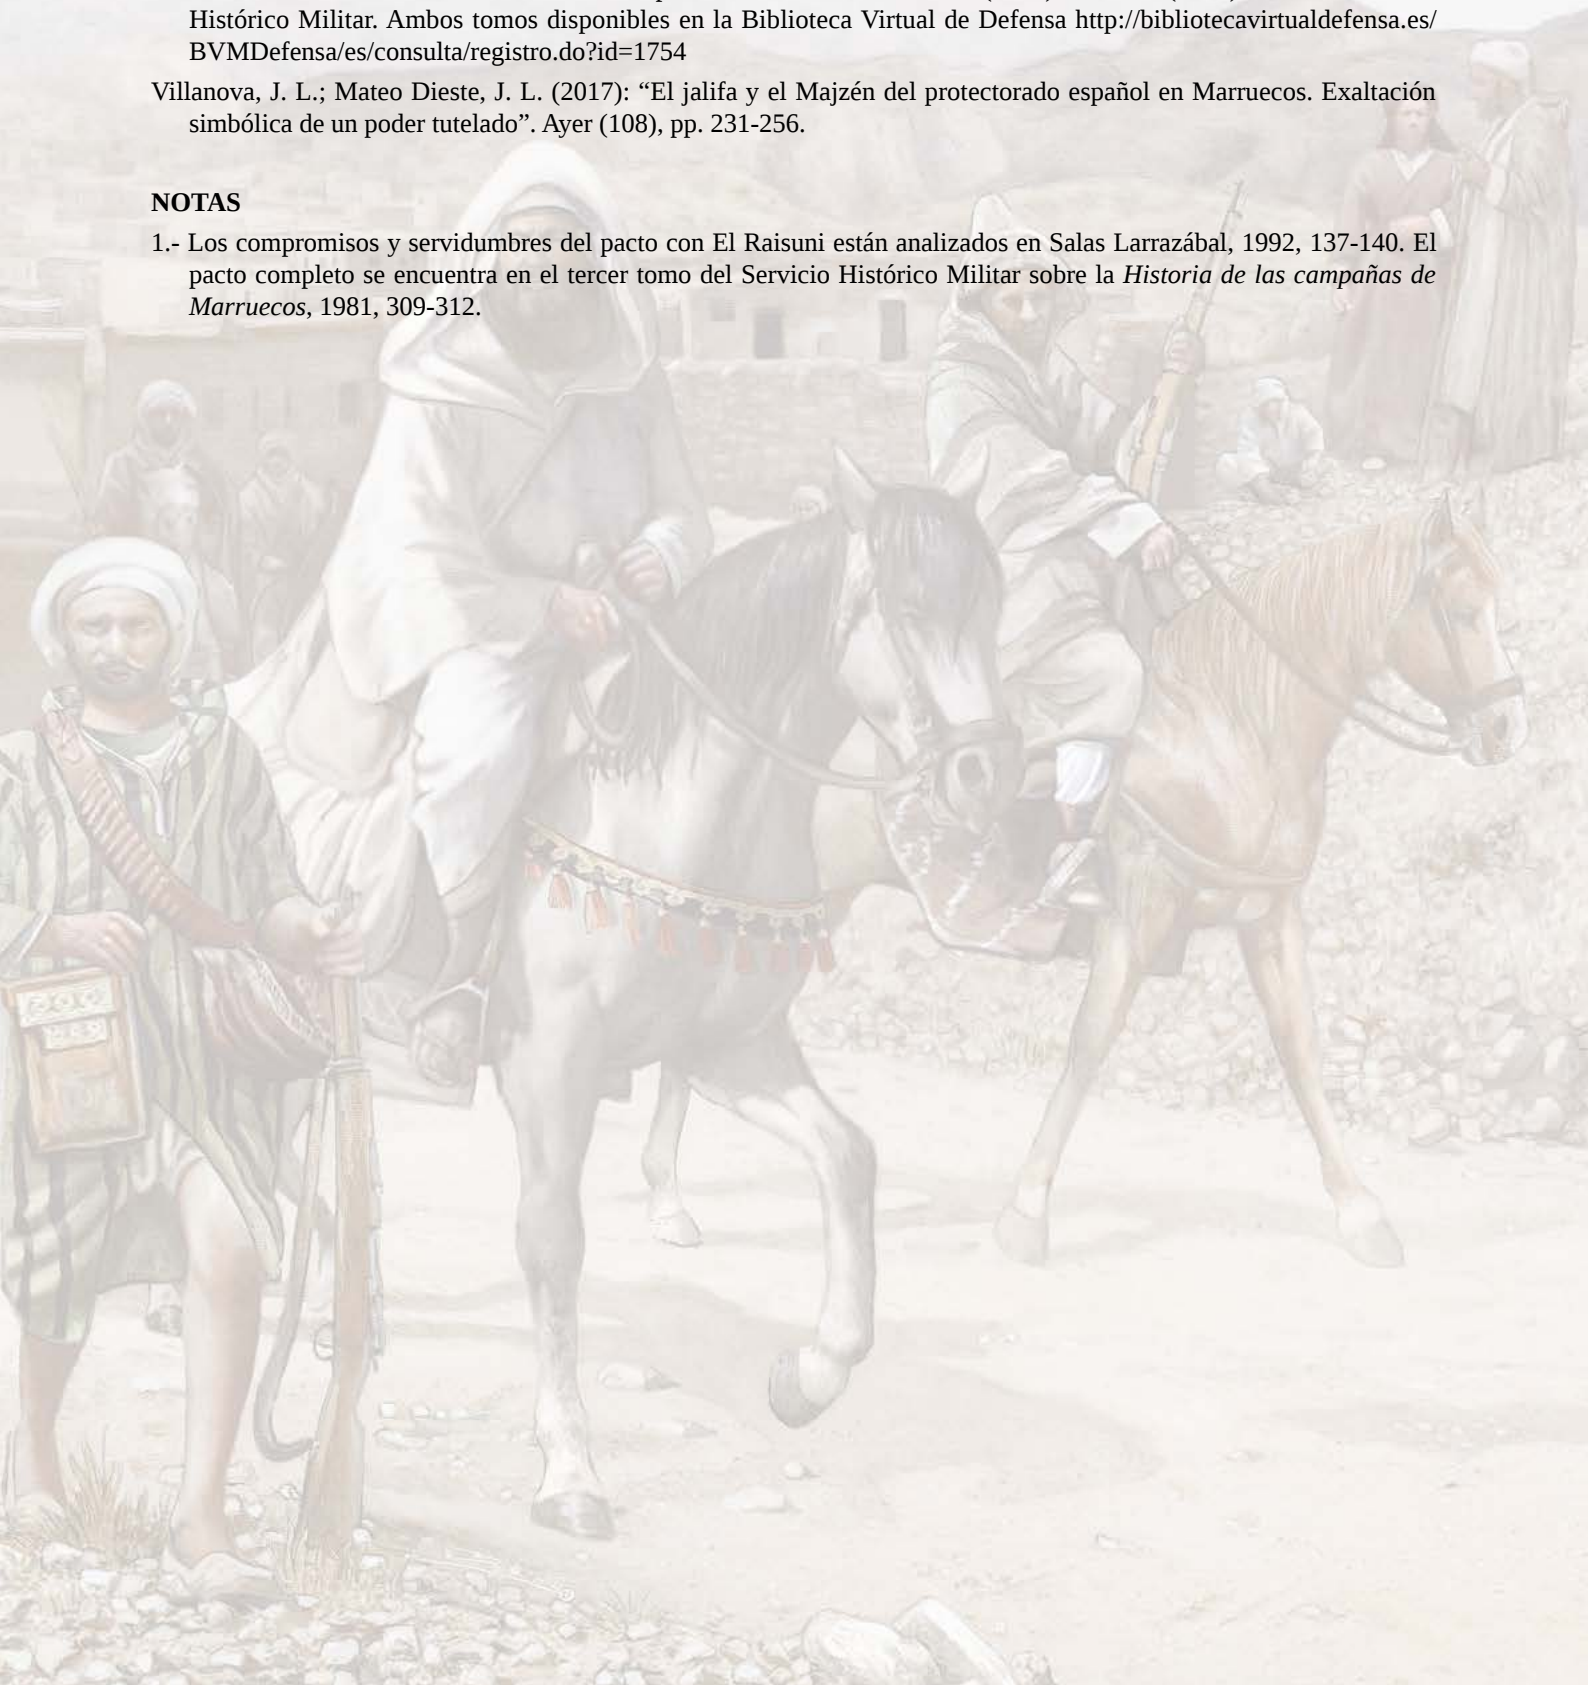 Histórico Militar. Ambos tomos disponibles en la Biblioteca Virtual de Defensa http://bibliotecavirtualdefensa.es/
BVMDefensa/es/consulta/registro.do?id=1754
Villanova, J. L.; Mateo Dieste, J. L. (2017): “El jalifa y el Majzén del protectorado español en Marruecos. Exaltación
simbólica de un poder tutelado”. Ayer (108), pp. 231-256.
NOTAS
1.- Los compromisos y servidumbres del pacto con El Raisuni están analizados en Salas Larrazábal, 1992, 137-140. El
pacto completo se encuentra en el tercer tomo del Servicio Histórico Militar sobre la Historia de las campañas de
Marruecos, 1981, 309-312.